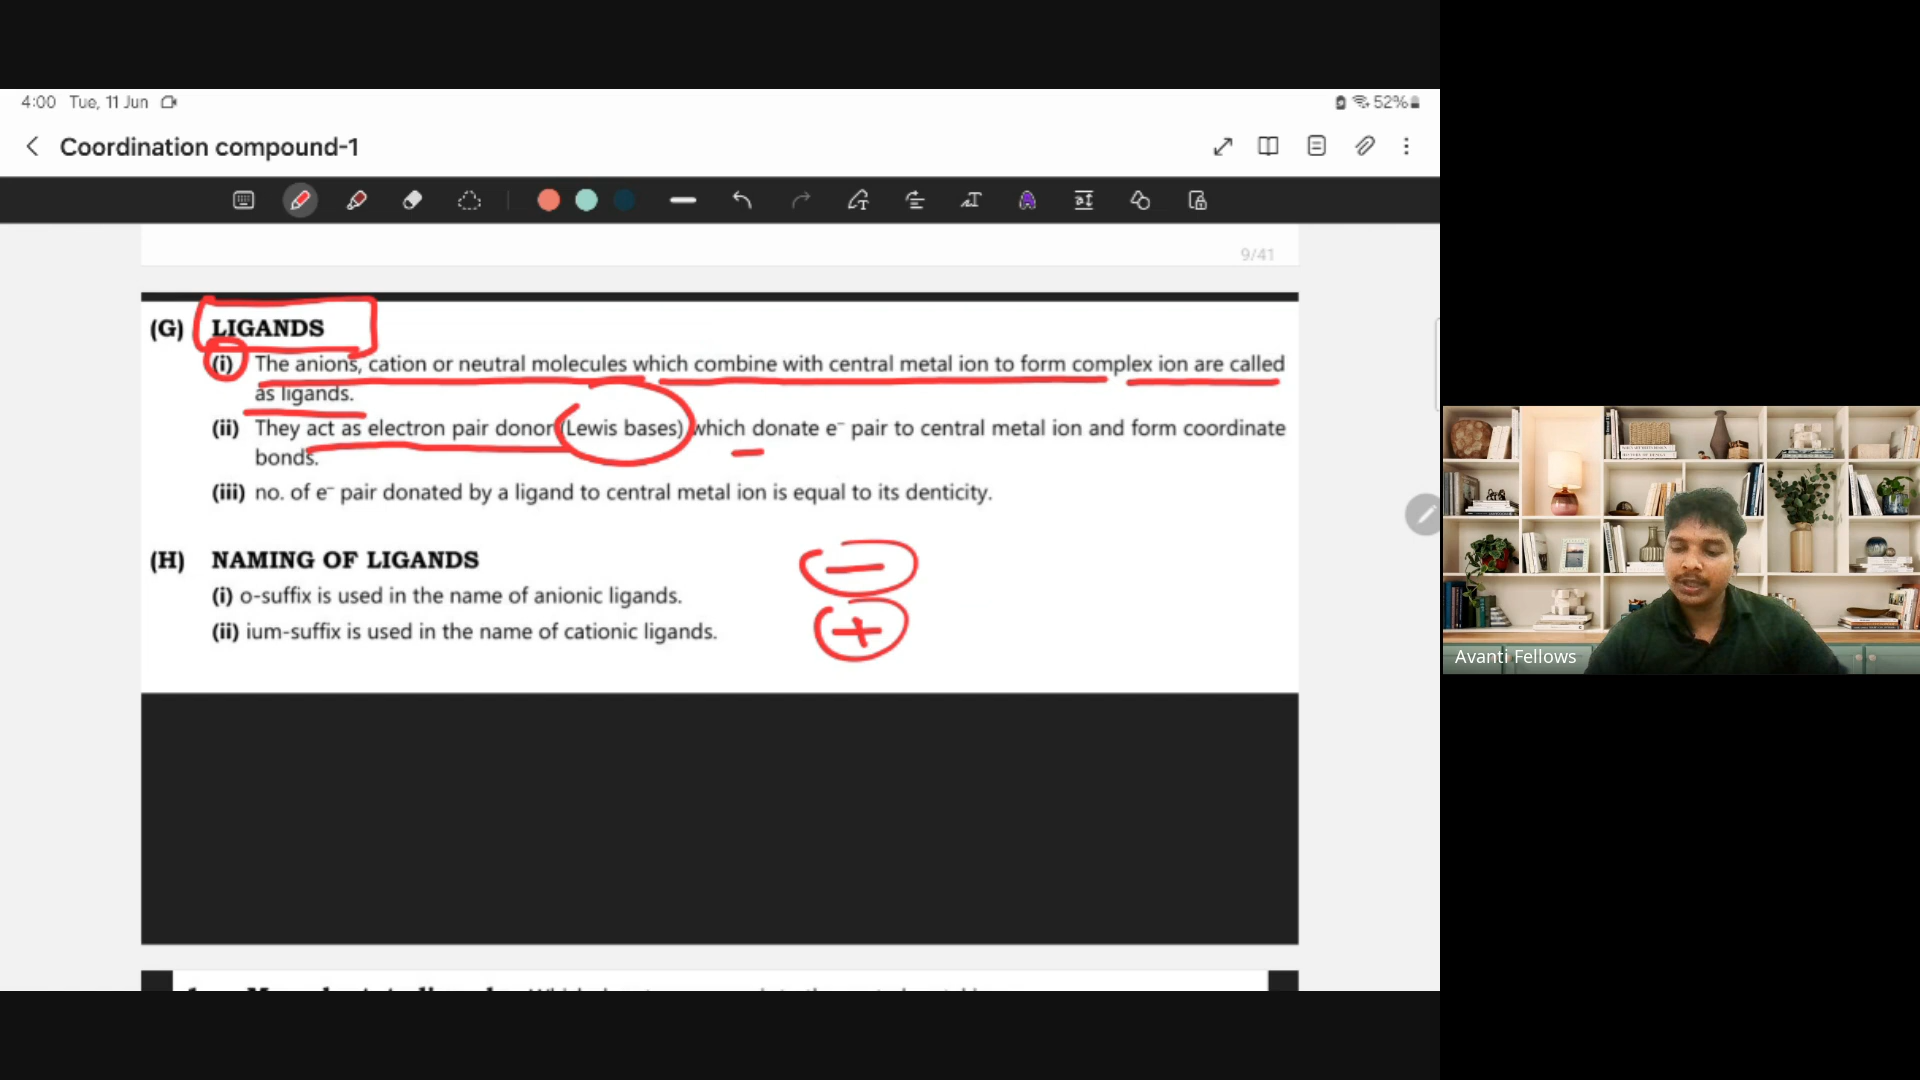 4:00 Tue, 11 Jun
52%
Coordination compound-1
9/41
(G) LIGANDS
(i) The anions, cation or neutral molecules which combine with central metal ion to form complex ion are called
as ligands.
(ii) They act as electron pair donor (Lewis bases) which donate e⁻ pair to central metal ion and form coordinate
bonds.
(iii) no. of e⁻ pair donated by a ligand to central metal ion is equal to its denticity.
(H) NAMING OF LIGANDS
(i) o-suffix is used in the name of anionic ligands.
−
(ii) ium-suffix is used in the name of cationic ligands.
+
Avanti Fellows